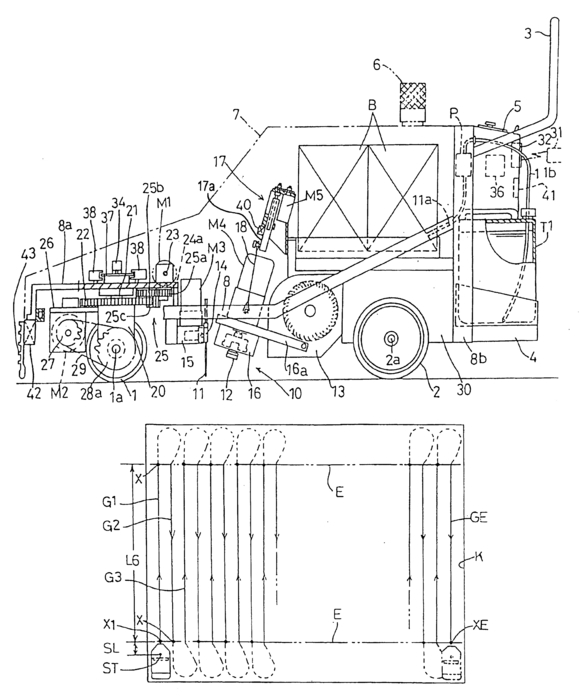 3
6
B
P
5
7
31
32
17
1
11b
17a
36
41
34
25b
40
M5
21
M1
11a
37
M4
18
38
23
T1
8a
22
38
24a
M3
26
25a
14
43
8
25c
25
27
15
2a
42
29
20
16a
30
4
M2
28a
1
11
12
16
10
13
2
8b
1a
X
E
G1
G2
GE
L6
K
G3
X
E
X1
XE
SL
ST